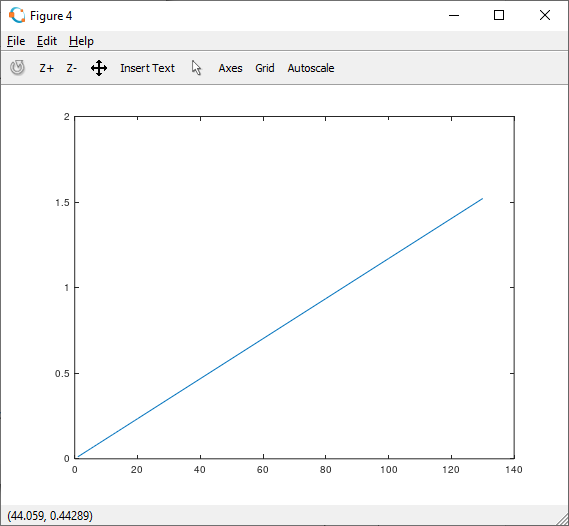 Figure 4
File Edit Help
Z+ Z- Insert Text Axes Grid Autoscale
2
1.5
1
0.5
0
0 20 40 60 80 100 120 140
(44.059, 0.44289)